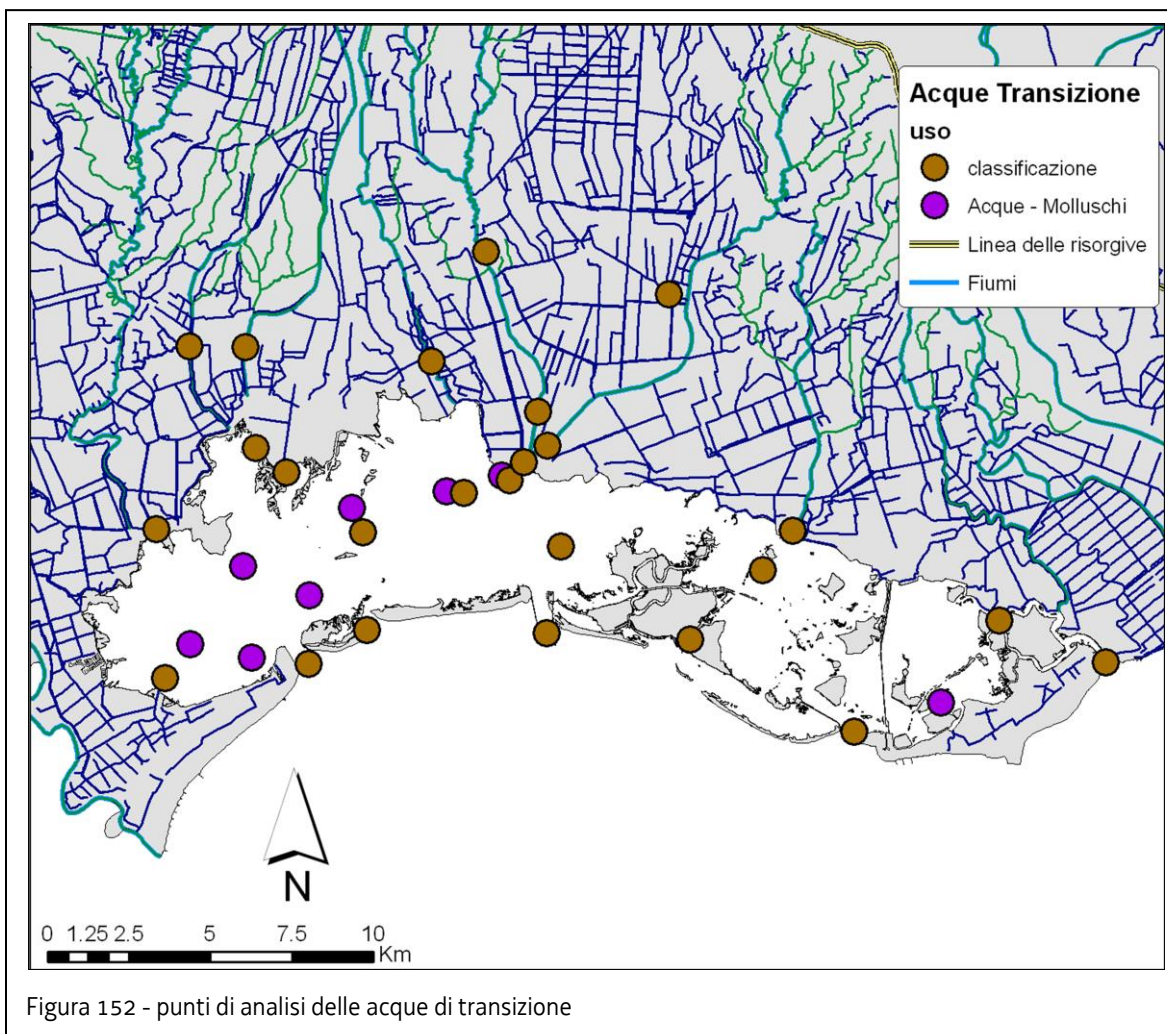 Acque Transizione
uso
classificazione
Acque - Molluschi
Linea delle risorgive
Fiumi
N
0 1.25 2.5 5 7.5 10
Km
Figura 152 - punti di analisi delle acque di transizione